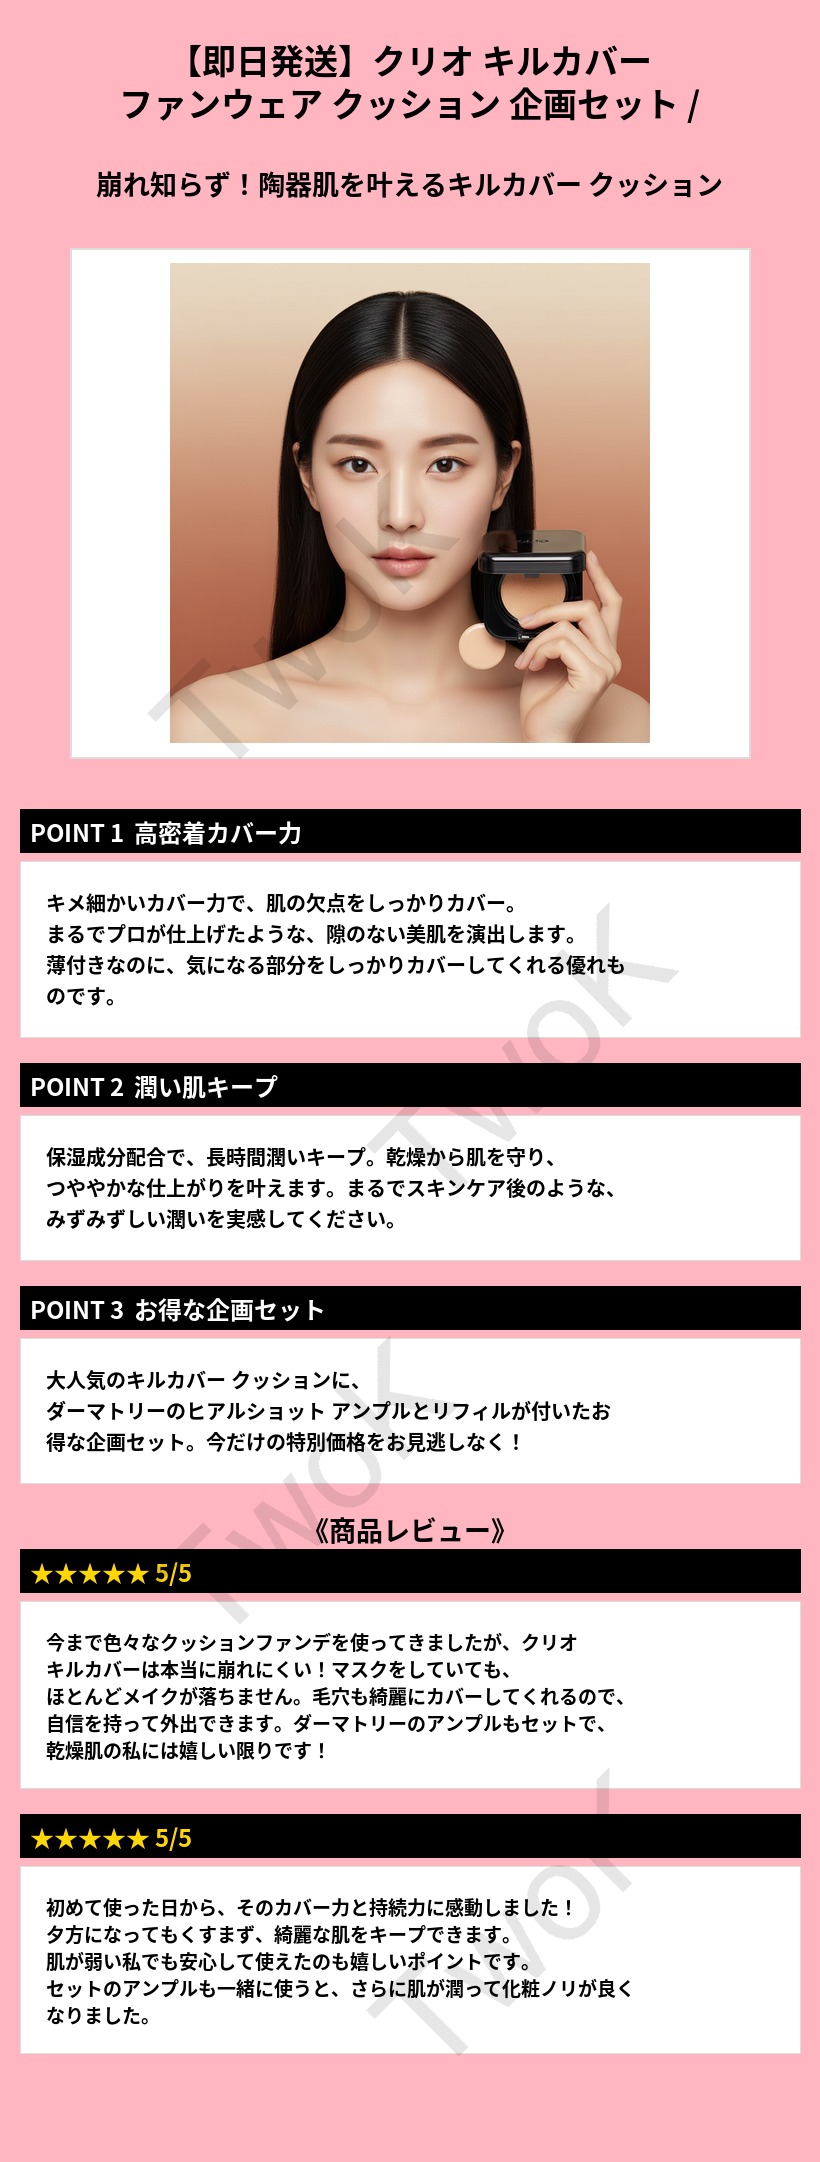 【即日発送】クリオ キルカバー
ファンウェア クッション 企画セット /
崩れ知らず！陶器肌を叶えるキルカバー クッション
TwoK
POINT 1 高密着カバー力
キメ細かいカバー力で、肌の欠点をしっかりカバー。
まるでプロが仕上げたような、隙のない美肌を演出します。
薄付きなのに、気になる部分をしっかりカバーしてくれる優れも
のです。
TwoK
POINT 2 潤い肌キープ
保湿成分配合で、長時間潤いキープ。乾燥から肌を守り、
つややかな仕上がりを叶えます。まるでスキンケア後のような、
みずみずしい潤いを実感してください。
POINT 3 お得な企画セット
大人気のキルカバー クッションに、
ダーマトリーのヒアルショット アンプルとリフィルが付いたお
得な企画セット。今だけの特別価格をお見逃しなく！
TwoK
《商品レビュー》
★★★★★ 5/5
今まで色々なクッションファンデを使ってきましたが、クリオ
キルカバーは本当に崩れにくい！マスクをしていても、
ほとんどメイクが落ちません。毛穴も綺麗にカバーしてくれるので、
自信を持って外出できます。ダーマトリーのアンプルもセットで、
乾燥肌の私には嬉しい限りです！
★★★★★ 5/5
初めて使った日から、そのカバー力と持続力に感動しました！
夕方になってもくすまず、綺麗な肌をキープできます。
肌が弱い私でも安心して使えたのも嬉しいポイントです。
セットのアンプルも一緒に使うと、さらに肌が潤って化粧ノリが良く
なりました。
TwoK